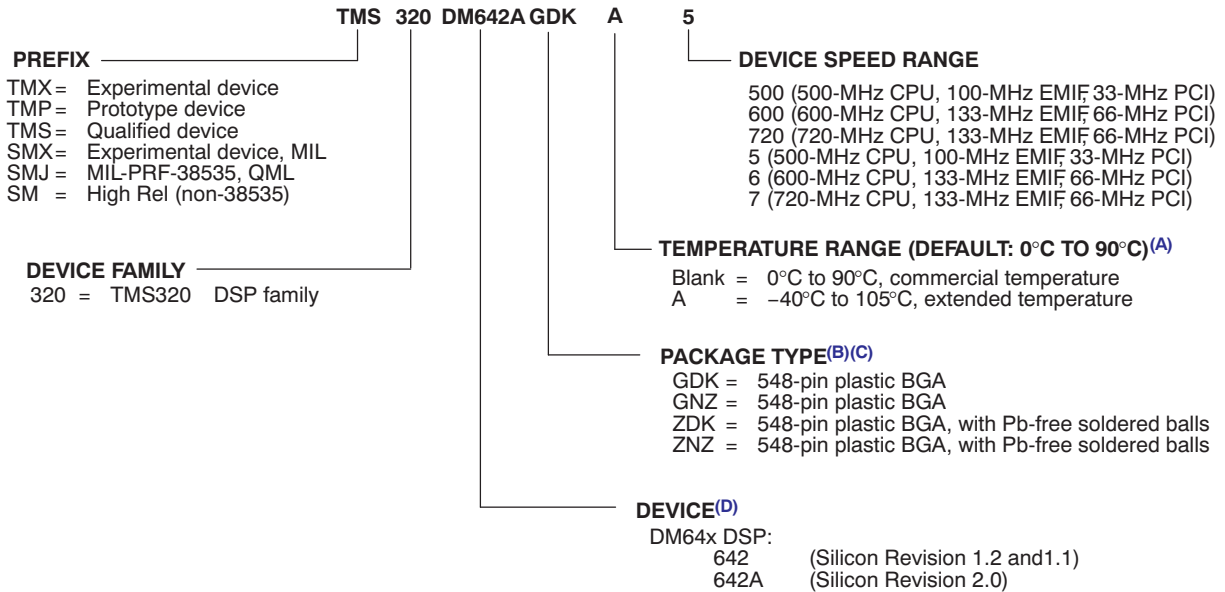 TMS 320 DM642A GDK A 5
PREFIX
TMX = Experimental device
TMP = Prototype device
TMS = Qualified device
SMX = Experimental device, MIL
SMJ = MIL-PRF-38535, QML
SM = High Rel (non-38535)
DEVICE SPEED RANGE
500 (500-MHz CPU, 100-MHz EMIF, 33-MHz PCI)
600 (600-MHz CPU, 133-MHz EMIF, 66-MHz PCI)
720 (720-MHz CPU, 133-MHz EMIF, 66-MHz PCI)
5 (500-MHz CPU, 100-MHz EMIF, 33-MHz PCI)
6 (600-MHz CPU, 133-MHz EMIF, 66-MHz PCI)
7 (720-MHz CPU, 133-MHz EMIF, 66-MHz PCI)
DEVICE FAMILY
320 = TMS320 DSP family
TEMPERATURE RANGE (DEFAULT: 0°C TO 90°C)(A)
Blank = 0°C to 90°C, commercial temperature
A = −40°C to 105°C, extended temperature
PACKAGE TYPE(B)(C)
GDK = 548-pin plastic BGA
GNZ = 548-pin plastic BGA
ZDK = 548-pin plastic BGA, with Pb-free soldered balls
ZNZ = 548-pin plastic BGA, with Pb-free soldered balls
DEVICE(D)
DM64x DSP:
642 (Silicon Revision 1.2 and1.1)
642A (Silicon Revision 2.0)